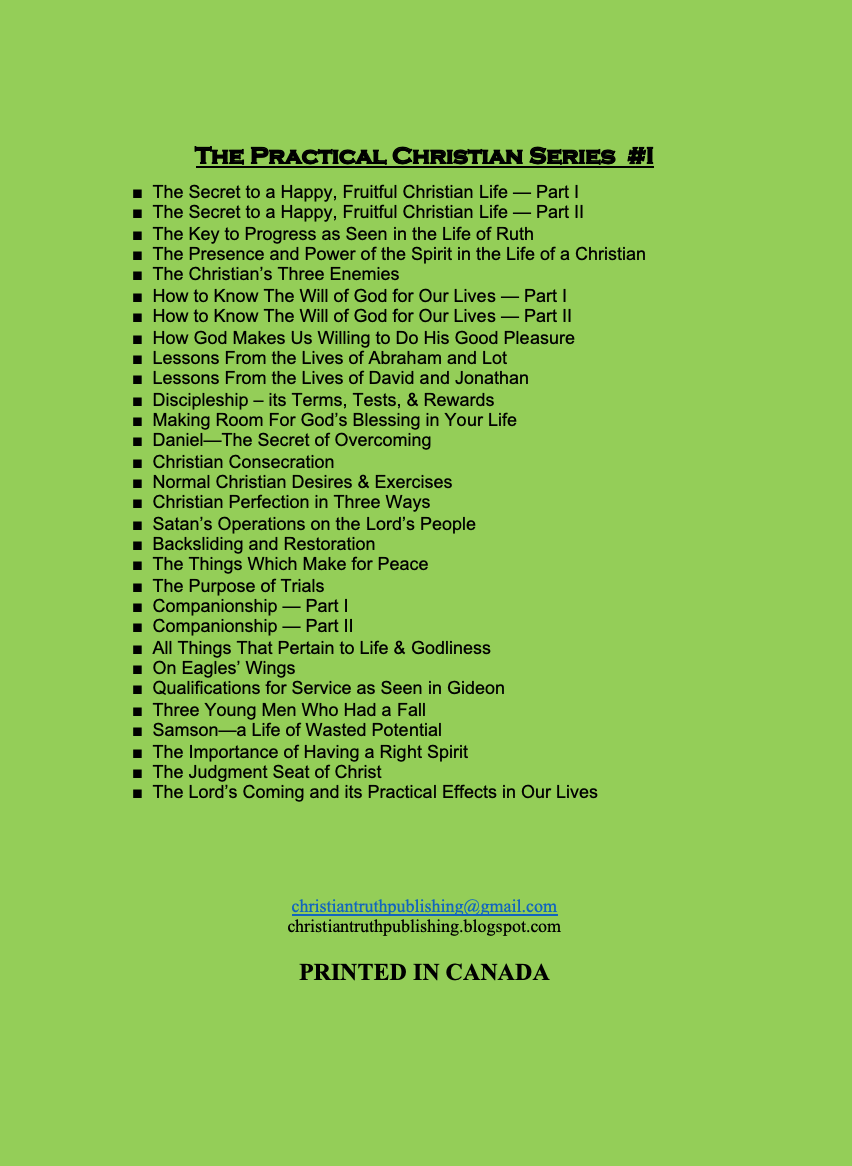 The Practical Christian Series #I
■ The Secret to a Happy, Fruitful Christian Life — Part I
■ The Secret to a Happy, Fruitful Christian Life — Part II
■ The Key to Progress as Seen in the Life of Ruth
■ The Presence and Power of the Spirit in the Life of a Christian
■ The Christian’s Three Enemies
■ How to Know The Will of God for Our Lives — Part I
■ How to Know The Will of God for Our Lives — Part II
■ How God Makes Us Willing to Do His Good Pleasure
■ Lessons From the Lives of Abraham and Lot
■ Lessons From the Lives of David and Jonathan
■ Discipleship – its Terms, Tests, & Rewards
■ Making Room For God’s Blessing in Your Life
■ Daniel—The Secret of Overcoming
■ Christian Consecration
■ Normal Christian Desires & Exercises
■ Christian Perfection in Three Ways
■ Satan’s Operations on the Lord’s People
■ Backsliding and Restoration
■ The Things Which Make for Peace
■ The Purpose of Trials
■ Companionship — Part I
■ Companionship — Part II
■ All Things That Pertain to Life & Godliness
■ On Eagles’ Wings
■ Qualifications for Service as Seen in Gideon
■ Three Young Men Who Had a Fall
■ Samson—a Life of Wasted Potential
■ The Importance of Having a Right Spirit
■ The Judgment Seat of Christ
■ The Lord’s Coming and its Practical Effects in Our Lives
christiantruthpublishing@gmail.com
christiantruthpublishing.blogspot.com
PRINTED IN CANADA